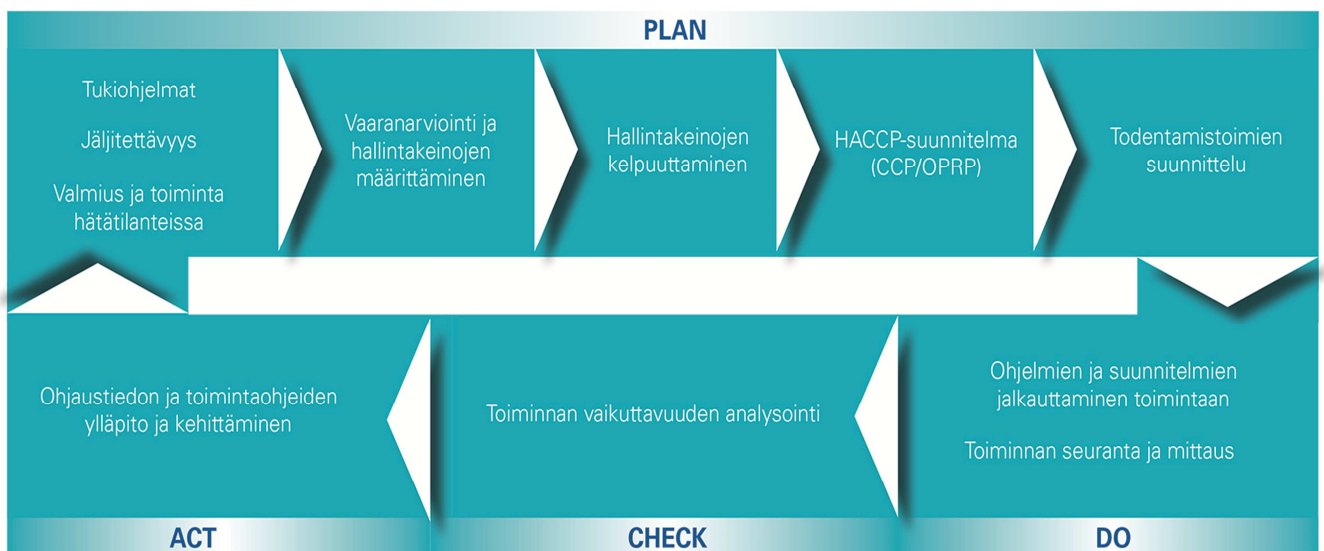 PLAN
Tukiohjelmat
Jäljitettävyys
Valmius ja toiminta
hätätilanteissa
Vaaranarviointi ja
hallintakeinojen
määrittäminen
Hallintakeinojen
kelpuuttaminen
HACCP-suunnitelma
(CCP/OPRP)
Todentamistoimien
suunnittelu
Ohjelmien ja suunnitelmien
jalkauttaminen toimintaan
Toiminnan seuranta ja mittaus
Toiminnan vaikuttavuuden analysointi
Ohjaustiedon ja toimintaohjeiden
ylläpito ja kehittäminen
ACT
CHECK
DO